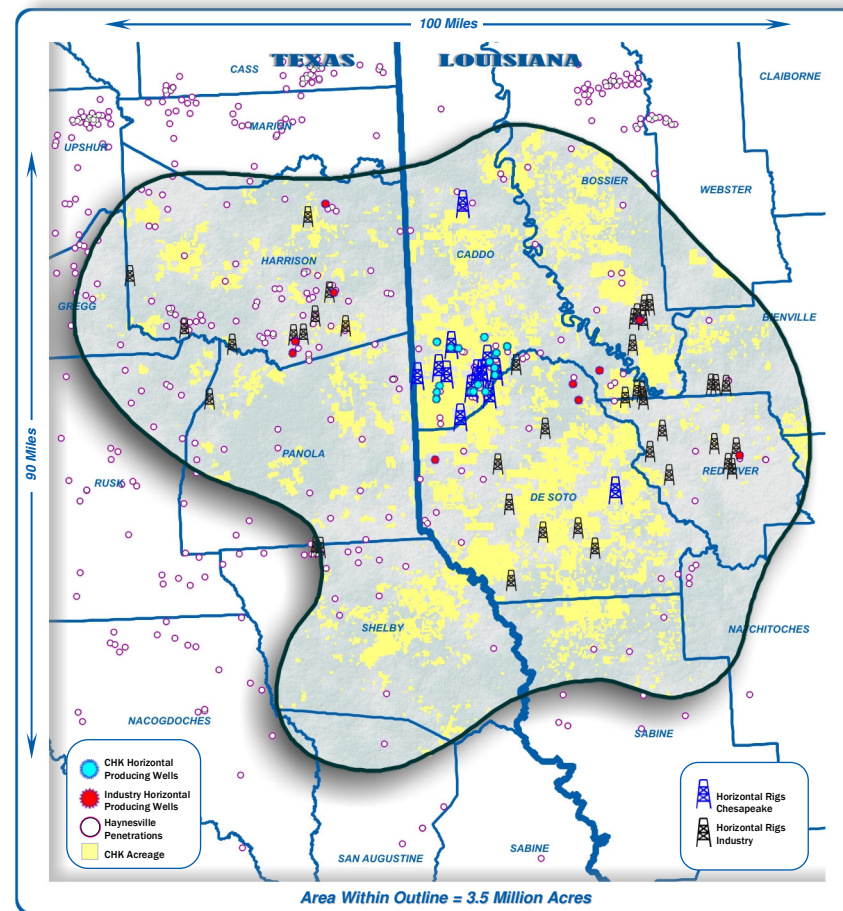 100 Miles
TEXAS LOUISIANA
CASS
CLAIBORNE
MARION
UPSHUR
BOSSIER
WEBSTER
HARRISON
CADDO
GREGG
BIENVILLE
90 Miles
PANOLA
RUSK
DE SOTO
RED RIVER
SHELBY
NATCHITOCHES
NACOGDOCHES
SABINE
CHK Horizontal
Producing Wells
Industry Horizontal
Producing Wells
Haynesville
Penetrations
CHK Acreage
Horizontal Rigs
Chesapeake
Horizontal Rigs
Industry
SAN AUGUSTINE
SABINE
Area Within Outline = 3.5 Million Acres